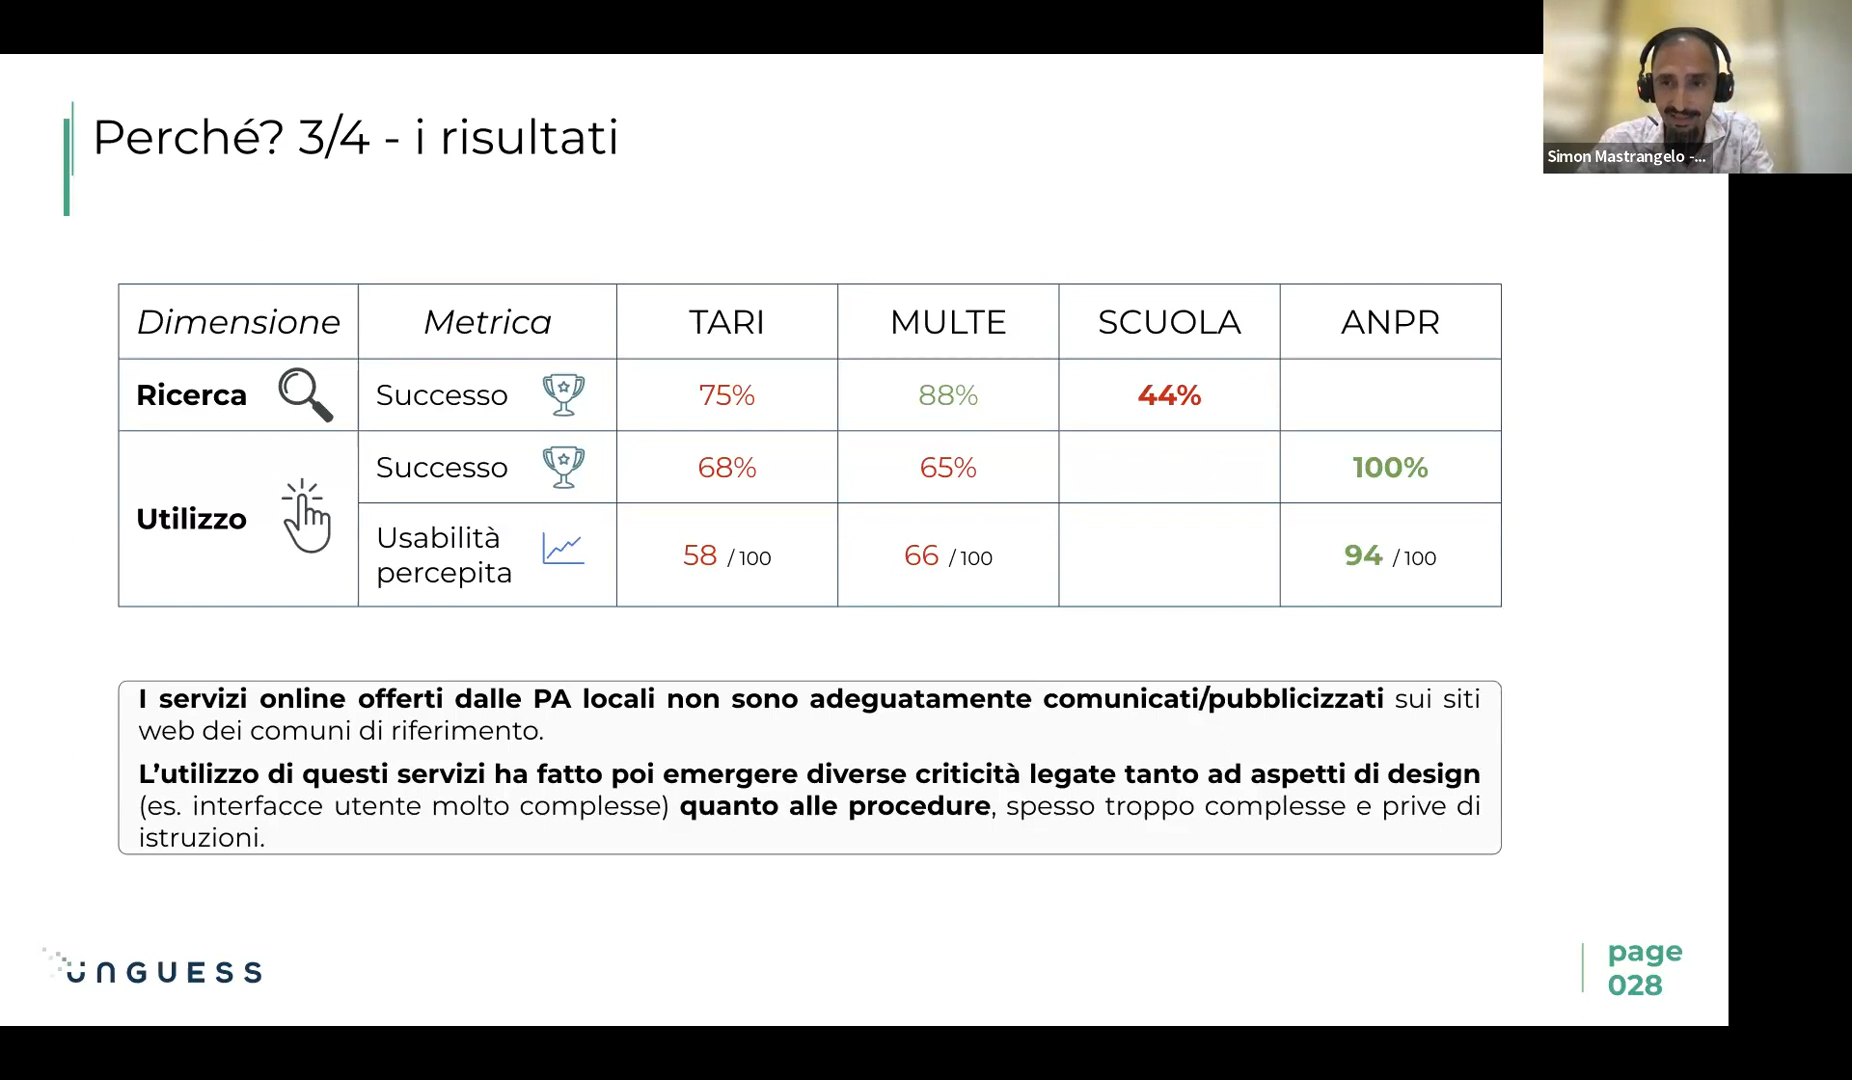 Simon Mastrangelo -...
Perché? 3/4 - i risultati
Dimensione Metrica TARI MULTE SCUOLA ANPR
Ricerca Successo 75% 88% 44%
Utilizzo Successo 68% 65% 100%
Usabilità percepita 58 /100 66 /100 94 /100
I servizi online offerti dalle PA locali non sono adeguatamente comunicati/pubblicizzati sui siti
web dei comuni di riferimento.
L’utilizzo di questi servizi ha fatto poi emergere diverse criticità legate tanto ad aspetti di design
(es. interfacce utente molto complesse) quanto alle procedure, spesso troppo complesse e prive di
istruzioni.
UNGUESS
page
028